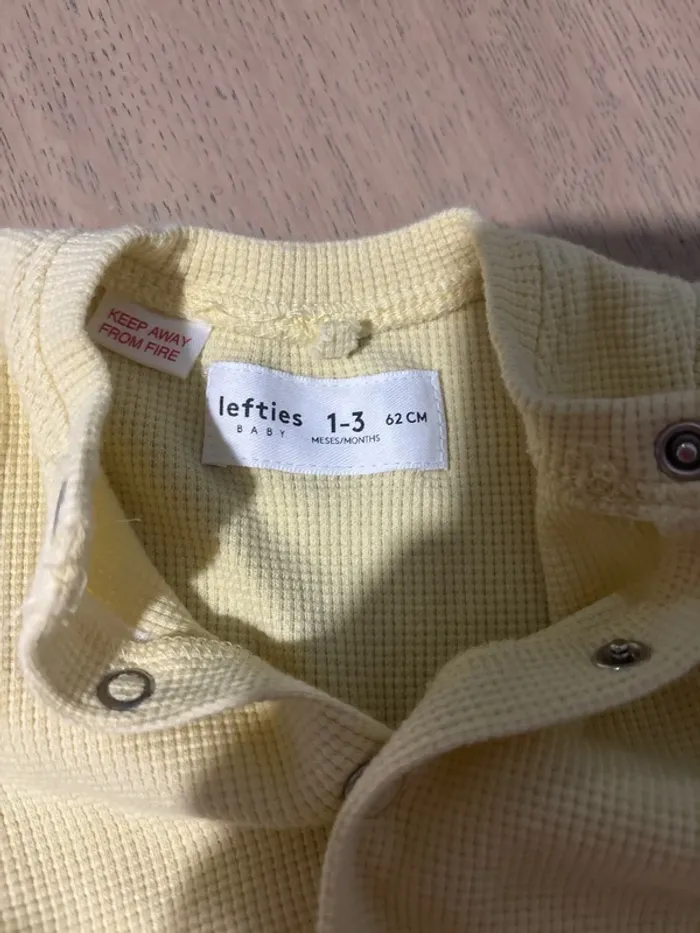 KEEP AWAY
FROM FIRE
lefties
BABY
1-3
MESES/MONTHS
62 CM